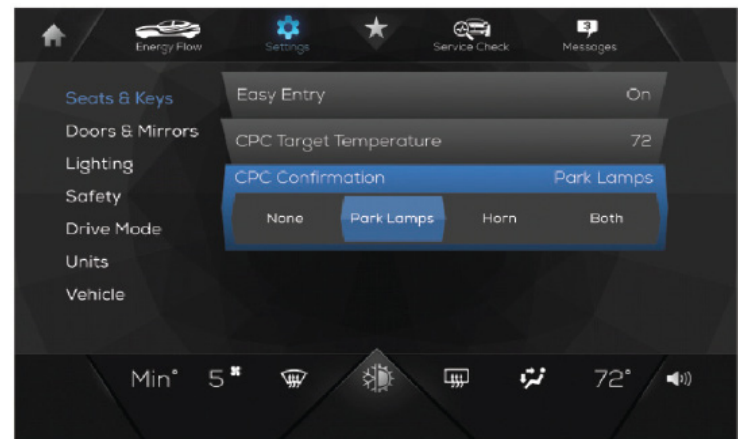 Energy Flow Settings Service Check 3 Messages
Seats & Keys
Doors & Mirrors
Lighting
Safety
Drive Mode
Units
Vehicle
Easy Entry On
CPC Target Temperature 72
CPC Confirmation Park Lamps
None Park Lamps Horn Both
Min° 5 72°